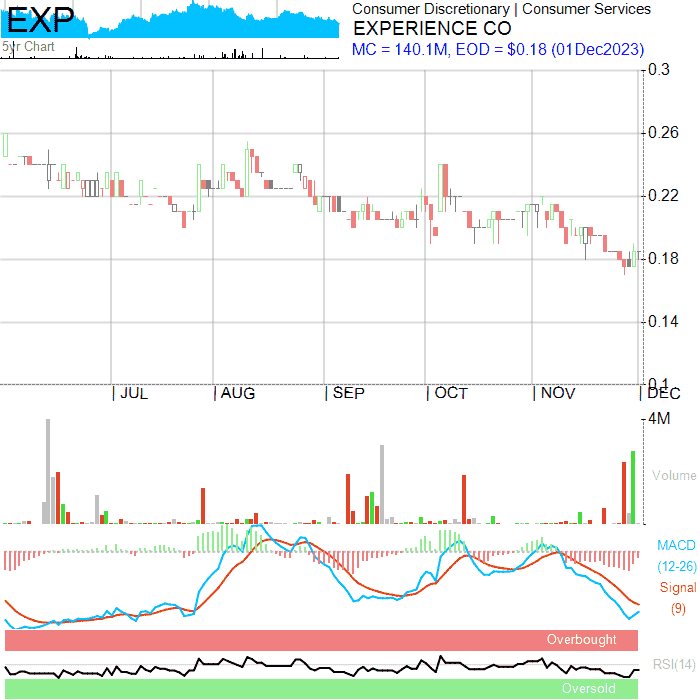 EXP
5yr Chart
Consumer Discretionary | Consumer Services
EXPERIENCE CO
MC = 140.1M, EOD = $0.18 (01Dec2023)
0.3
0.26
0.22
0.18
0.14
0.1
| JUL
| AUG
| SEP
| OCT
| NOV
| DEC
4M
Volume
MACD
(12-26)
Signal
(9)
Overbought
RSI(14)
Oversold